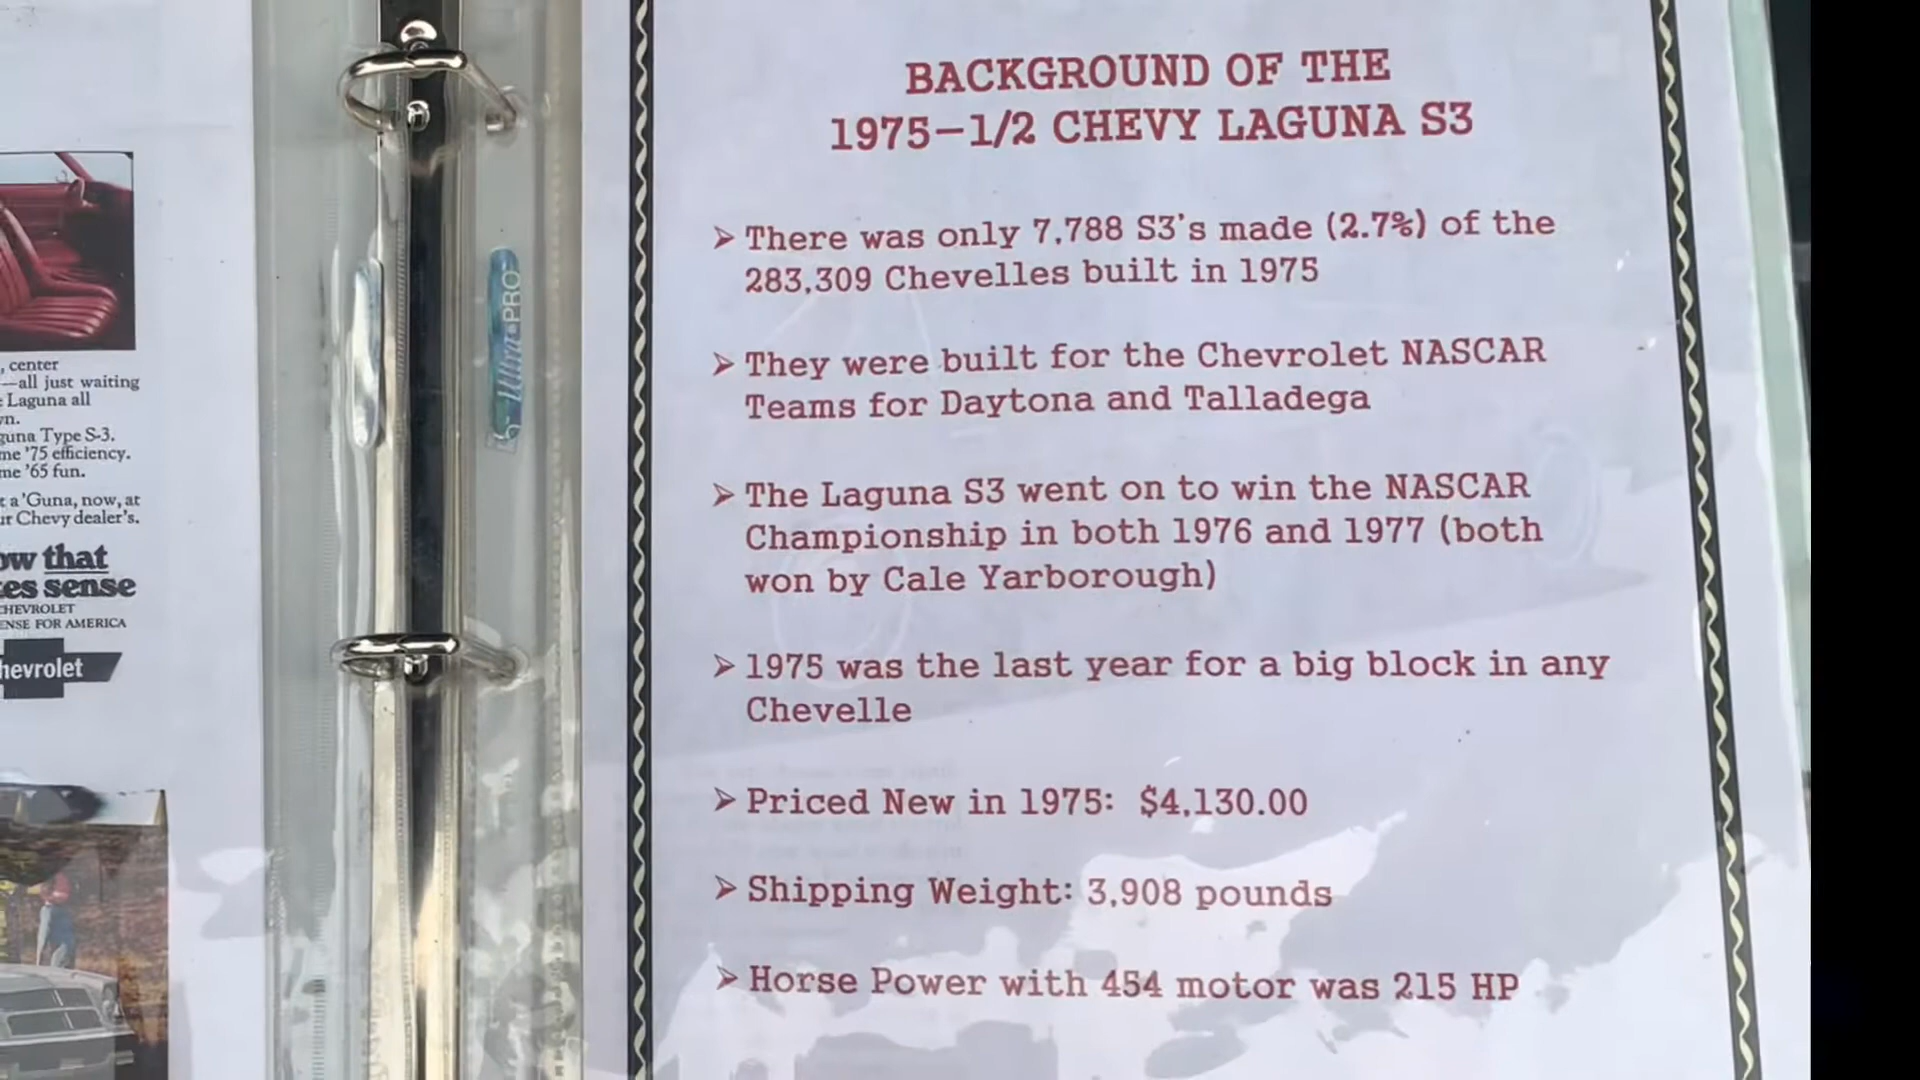 , center
—all just waiting
Laguna all
guna Type S-3.
me '75 efficiency.
me '65 fun.
t a 'Guna, now, at
ur Chevy dealer's.
ow that
es sense
CHEVROLET
ENSE FOR AMERICA
hevrolet
Ultra•PRO
BACKGROUND OF THE
1975-1/2 CHEVY LAGUNA S3
➢ There was only 7,788 S3's made (2.7%) of the
283,309 Chevelles built in 1975
➢ They were built for the Chevrolet NASCAR
Teams for Daytona and Talladega
➢ The Laguna S3 went on to win the NASCAR
Championship in both 1976 and 1977 (both
won by Cale Yarborough)
➢ 1975 was the last year for a big block in any
Chevelle
➢ Priced New in 1975: $4,130.00
➢ Shipping Weight: 3,908 pounds
➢ Horse Power with 454 motor was 215 HP